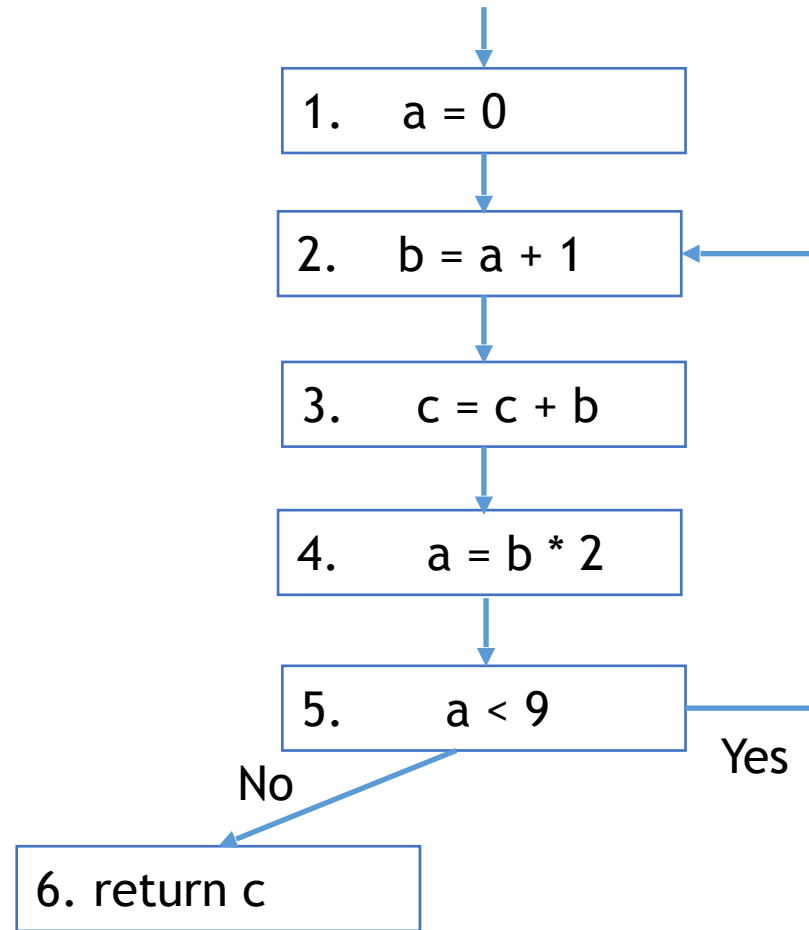 1. a = 0
2. b = a + 1
3. c = c + b
4. a = b * 2
5. a < 9
Yes
No
6. return c